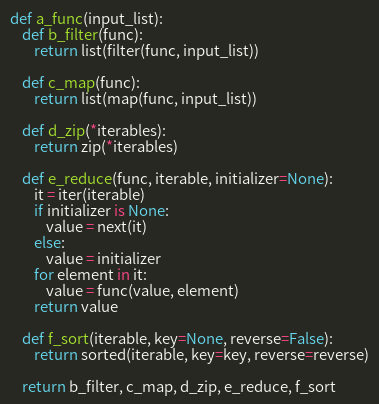 def a_func(input_list):
    def b_filter(func):
        return list(filter(func, input_list))

    def c_map(func):
        return list(map(func, input_list))

    def d_zip(*iterables):
        return zip(*iterables)

    def e_reduce(func, iterable, initializer=None):
        it = iter(iterable)
        if initializer is None:
            value = next(it)
        else:
            value = initializer
        for element in it:
            value = func(value, element)
        return value

    def f_sort(iterable, key=None, reverse=False):
        return sorted(iterable, key=key, reverse=reverse)

    return b_filter, c_map, d_zip, e_reduce, f_sort